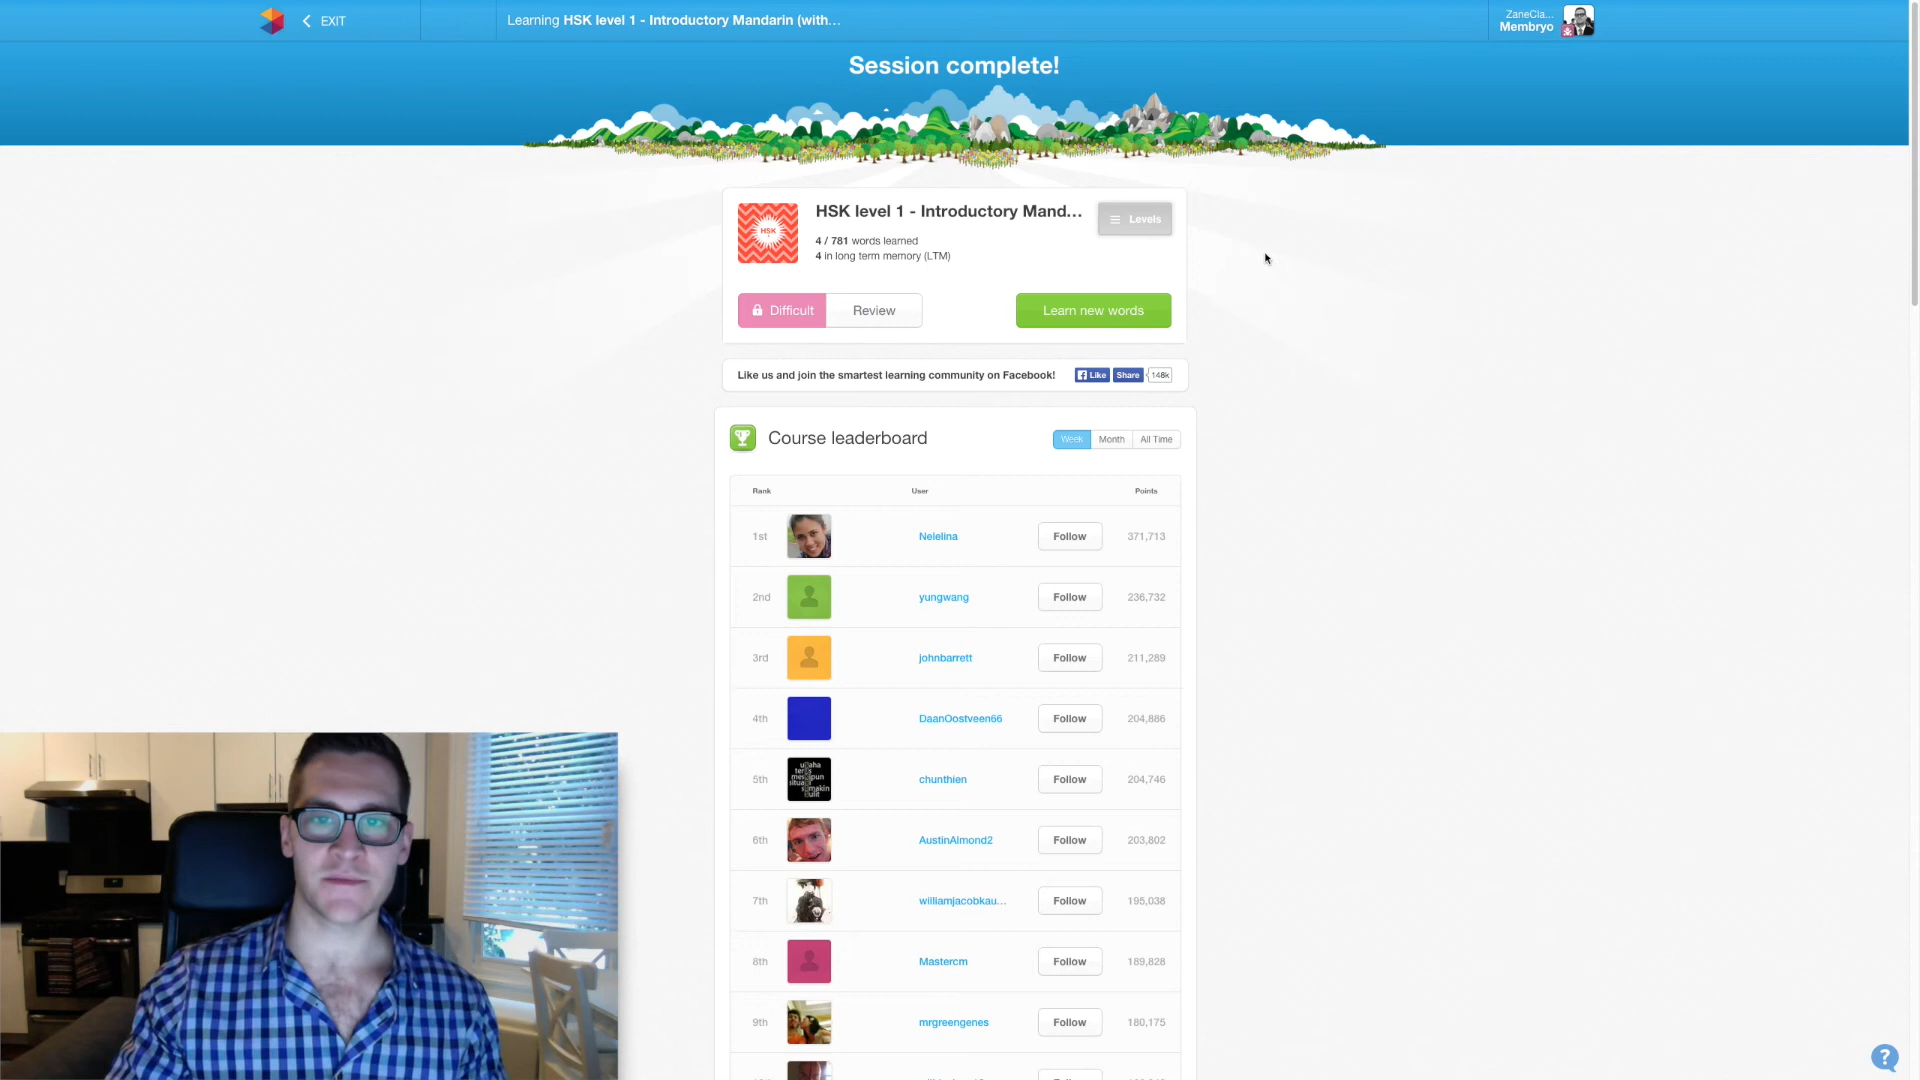 EXIT
Learning HSK level 1 - Introductory Mandarin (with...
ZaneCla...
Membryo
Session complete!
HSK
HSK level 1 - Introductory Mand...
Levels
4 / 781 words learned
4 in long term memory (LTM)
Difficult
Review
Learn new words
Like us and join the smartest learning community on Facebook!
Like
Share
148k
Course leaderboard
Week
Month
All Time
Rank
User
Points
1st
Nelelina
Follow
371,713
2nd
yungwang
Follow
236,732
3rd
johnbarrett
Follow
211,289
4th
DaanOostveen66
Follow
204,886
5th
chunthien
Follow
204,746
6th
AustinAlmond2
Follow
203,802
7th
williamjacobkau...
Follow
195,038
8th
Mastercm
Follow
189,828
9th
mrgreengenes
Follow
180,175
?